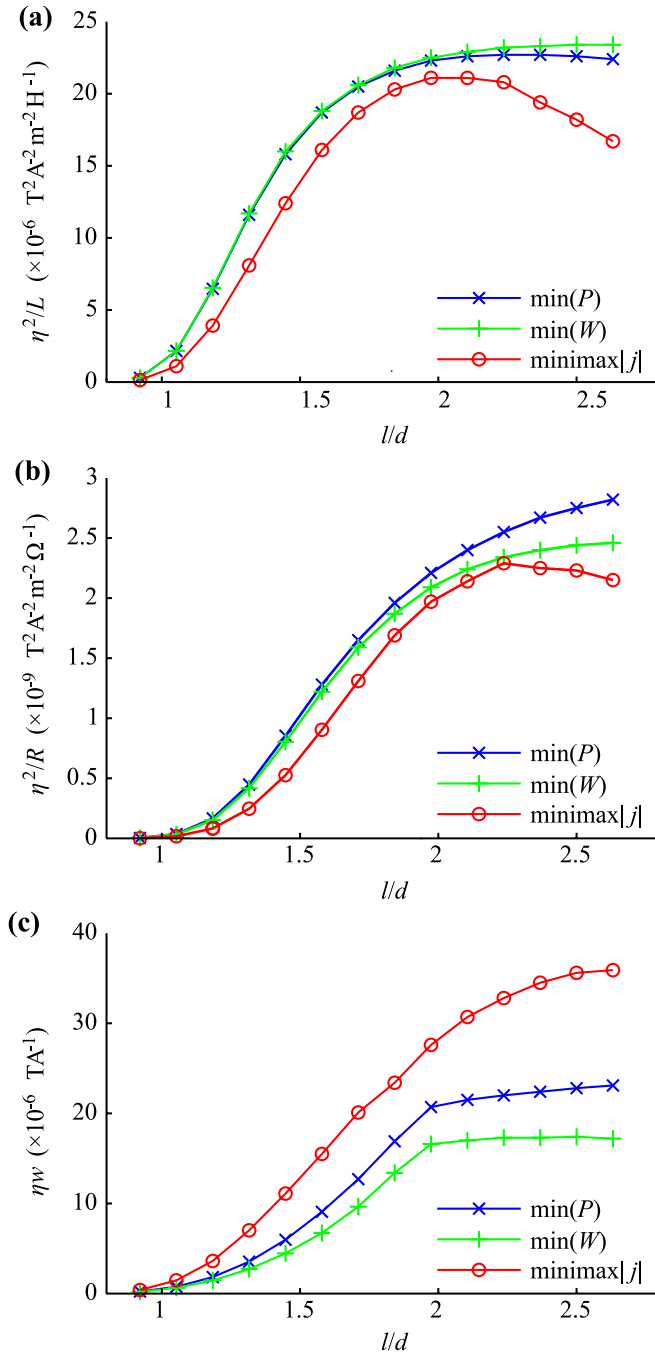 (a)
25
20
15
10
5
0
η²/L (×10⁻⁶ T²A⁻²m⁻²H⁻¹)
min(P)
min(W)
minimax|j|
1 1.5 2 2.5
l/d
(b)
3
2.5
2
1.5
1
0.5
0
η²/R (×10⁻⁹ T²A⁻²m⁻²Ω⁻¹)
min(P)
min(W)
minimax|j|
1 1.5 2 2.5
l/d
(c)
40
30
20
10
0
ηw (×10⁻⁶ TA⁻¹)
min(P)
min(W)
minimax|j|
1 1.5 2 2.5
l/d